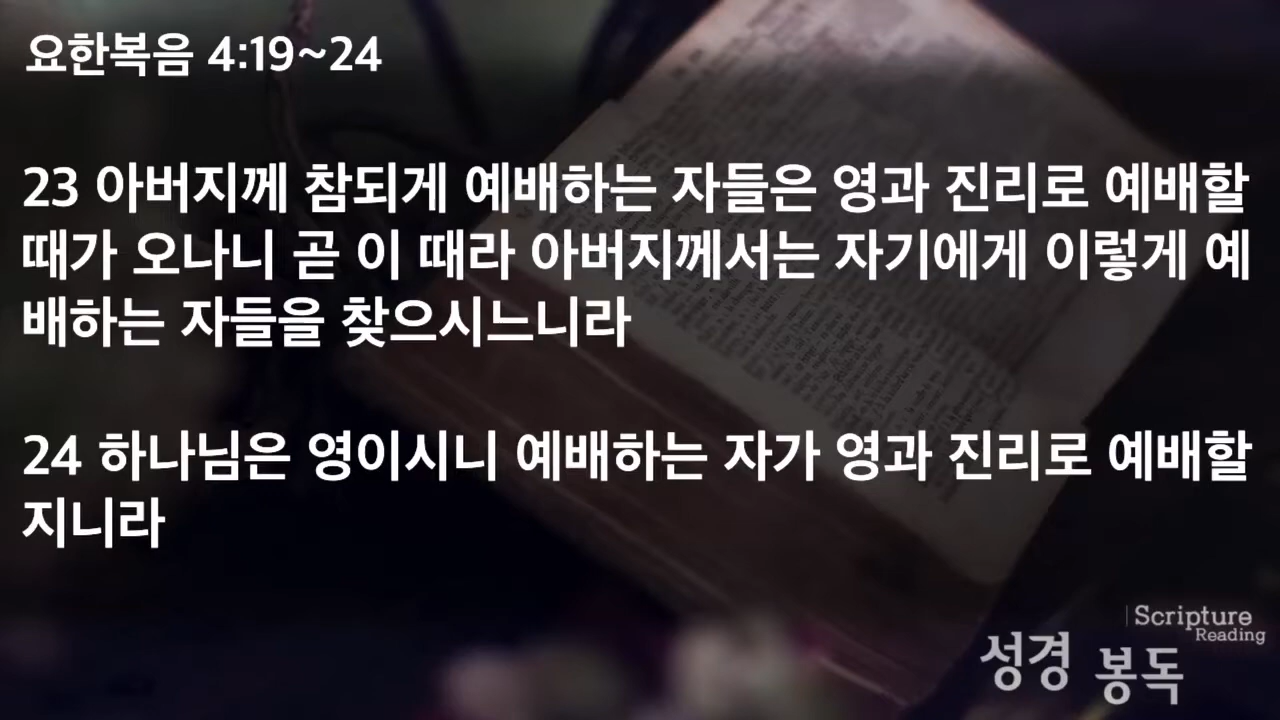 요한복음 4:19~24
23 아버지께 참되게 예배하는 자들은 영과 진리로 예배할
때가 오나니 곧 이 때라 아버지께서는 자기에게 이렇게 예
배하는 자들을 찾으시느니라
24 하나님은 영이시니 예배하는 자가 영과 진리로 예배할
지니라
Scripture
Reading
성경 봉독